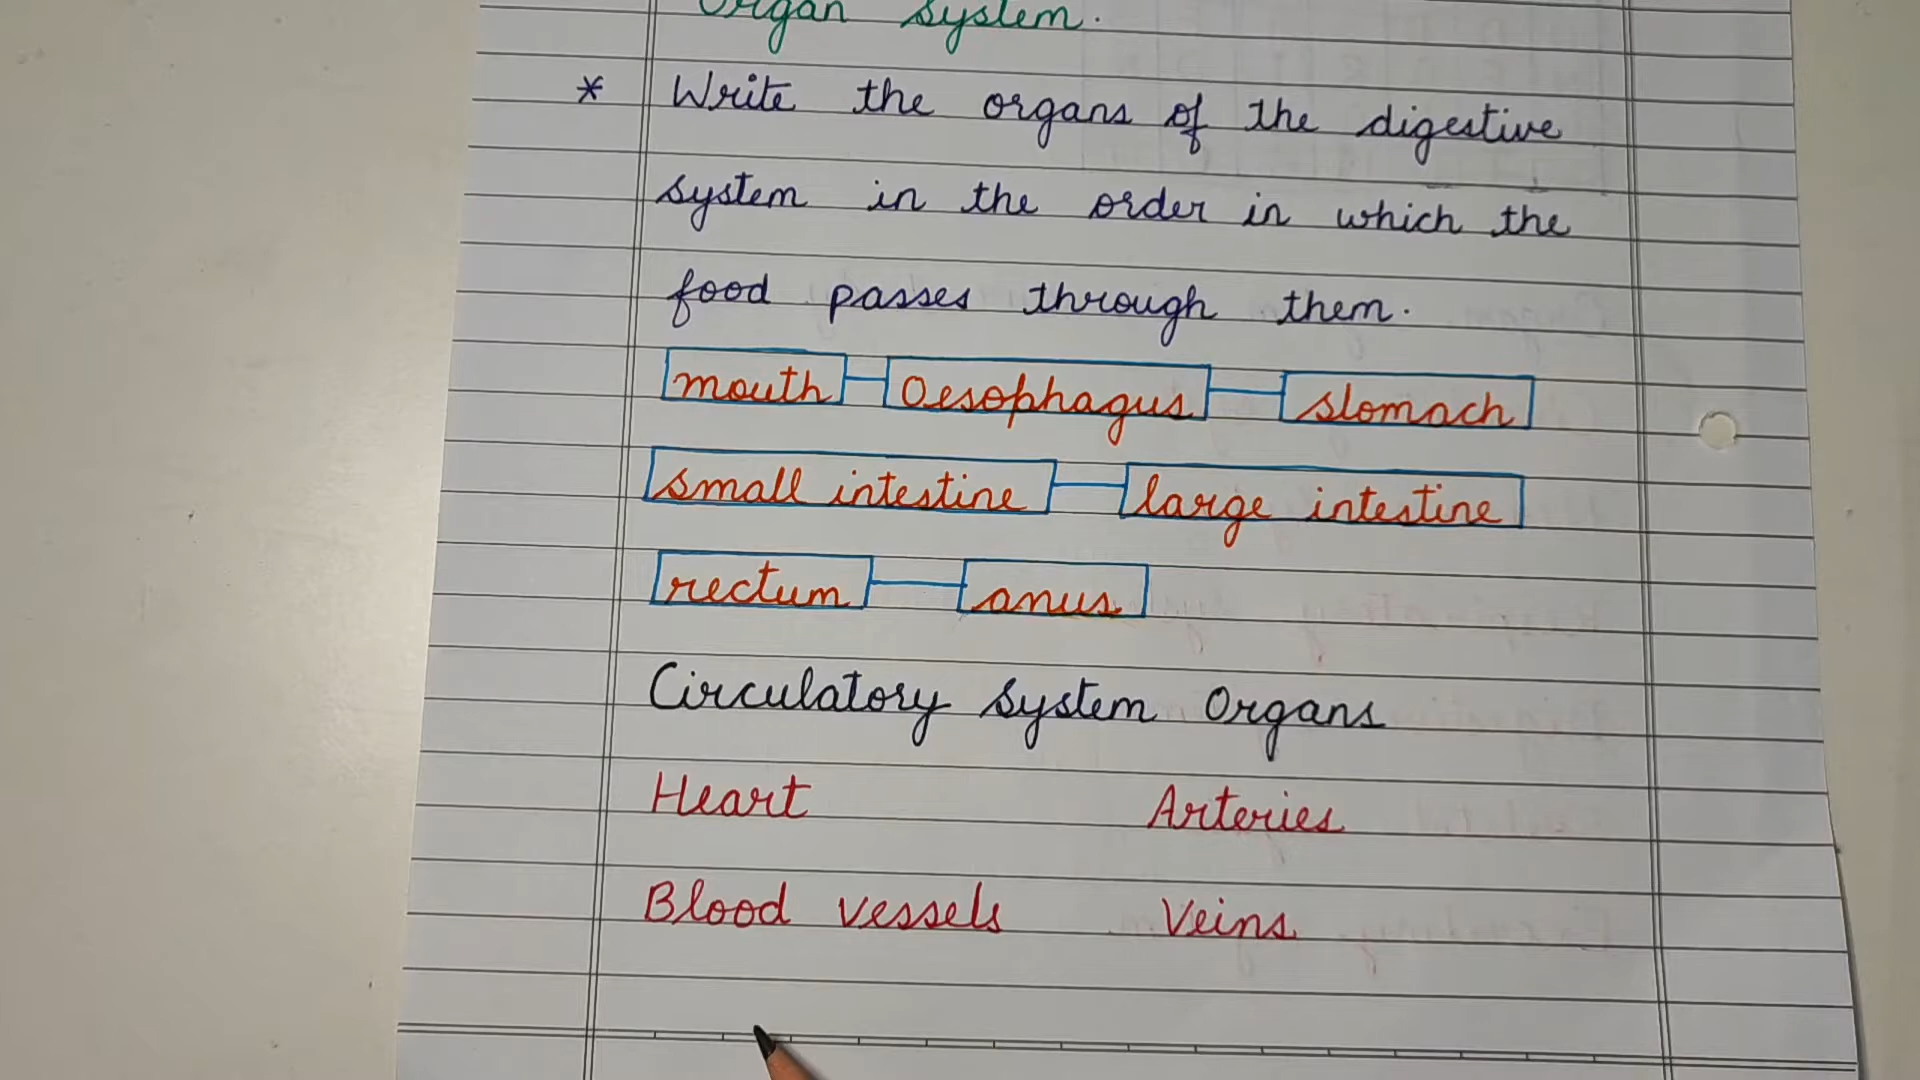 Organ System.
* Write the organs of the digestive
system in the order in which the
food passes through them.
mouth Oesophagus stomach
small intestine large intestine
rectum anus
Circulatory System Organs
Heart Arteries
Blood vessels Veins